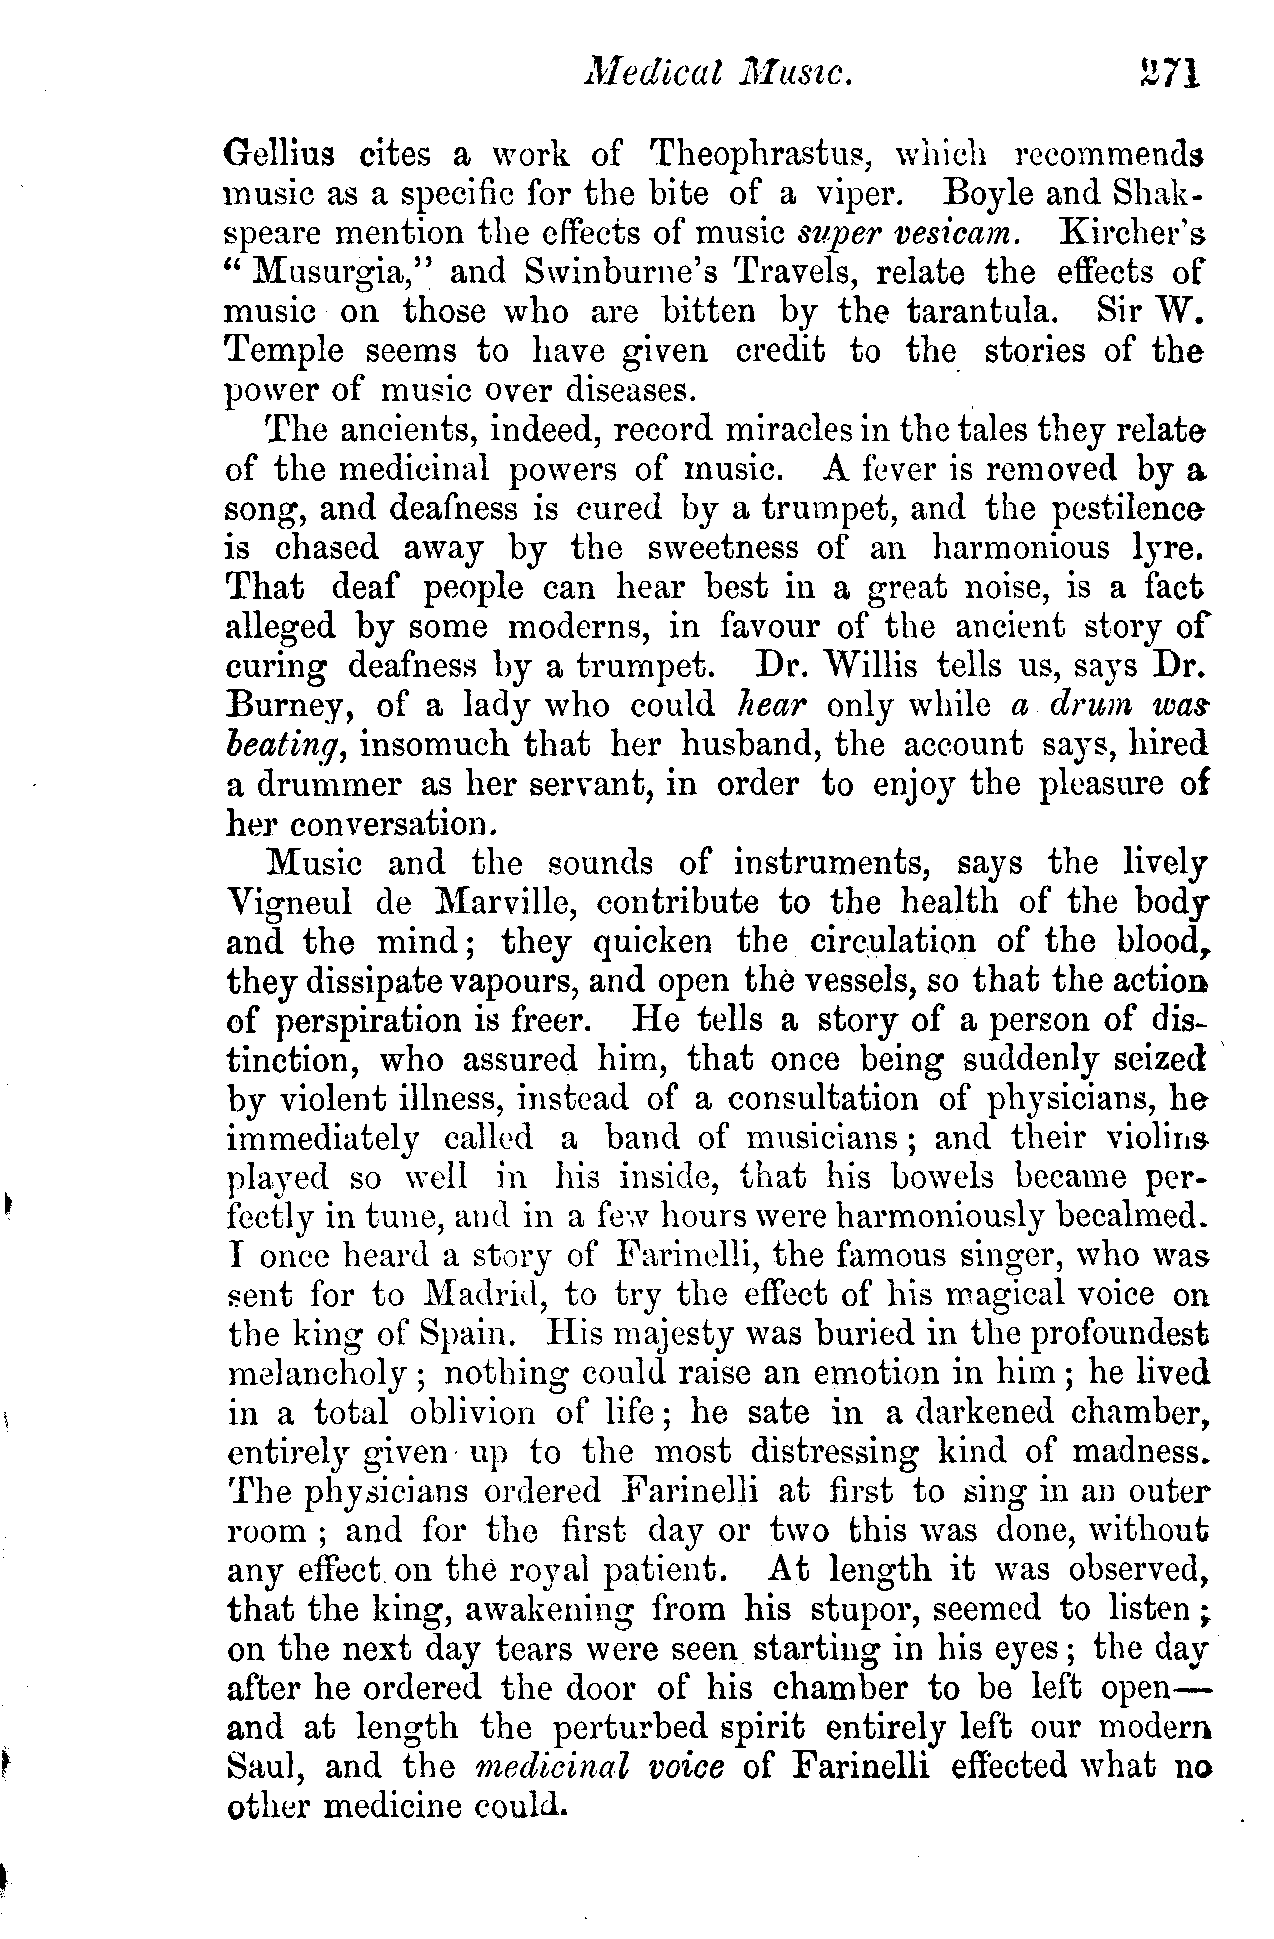 Medical Music. 271
Gellius cites a work of Theophrastus, which recommends
music as a specific for the bite of a viper. Boyle and Shak-
speare mention the effects of music super vesicam. Kircher's
“ Musurgia,” and Swinburne's Travels, relate the effects of
music on those who are bitten by the tarantula. Sir W.
Temple seems to have given credit to the stories of the
power of music over diseases.
The ancients, indeed, record miracles in the tales they relate
of the medicinal powers of music. A fever is removed by a
song, and deafness is cured by a trumpet, and the pestilence
is chased away by the sweetness of an harmonious lyre.
That deaf people can hear best in a great noise, is a fact
alleged by some moderns, in favour of the ancient story of
curing deafness by a trumpet. Dr. Willis tells us, says Dr.
Burney, of a lady who could hear only while a drum was
beating, insomuch that her husband, the account says, hired
a drummer as her servant, in order to enjoy the pleasure of
her conversation.
Music and the sounds of instruments, says the lively
Vigneul de Marville, contribute to the health of the body
and the mind; they quicken the circulation of the blood,
they dissipate vapours, and open the vessels, so that the action
of perspiration is freer. He tells a story of a person of dis-
tinction, who assured him, that once being suddenly seized
by violent illness, instead of a consultation of physicians, he
immediately called a band of musicians; and their violins
played so well in his inside, that his bowels became per-
fectly in tune, and in a few hours were harmoniously becalmed.
I once heard a story of Farinelli, the famous singer, who was
sent for to Madrid, to try the effect of his magical voice on
the king of Spain. His majesty was buried in the profoundest
melancholy; nothing could raise an emotion in him; he lived
in a total oblivion of life; he sate in a darkened chamber,
entirely given up to the most distressing kind of madness.
The physicians ordered Farinelli at first to sing in an outer
room; and for the first day or two this was done, without
any effect on the royal patient. At length it was observed,
that the king, awakening from his stupor, seemed to listen;
on the next day tears were seen starting in his eyes; the day
after he ordered the door of his chamber to be left open—
and at length the perturbed spirit entirely left our modern
Saul, and the medicinal voice of Farinelli effected what no
other medicine could.